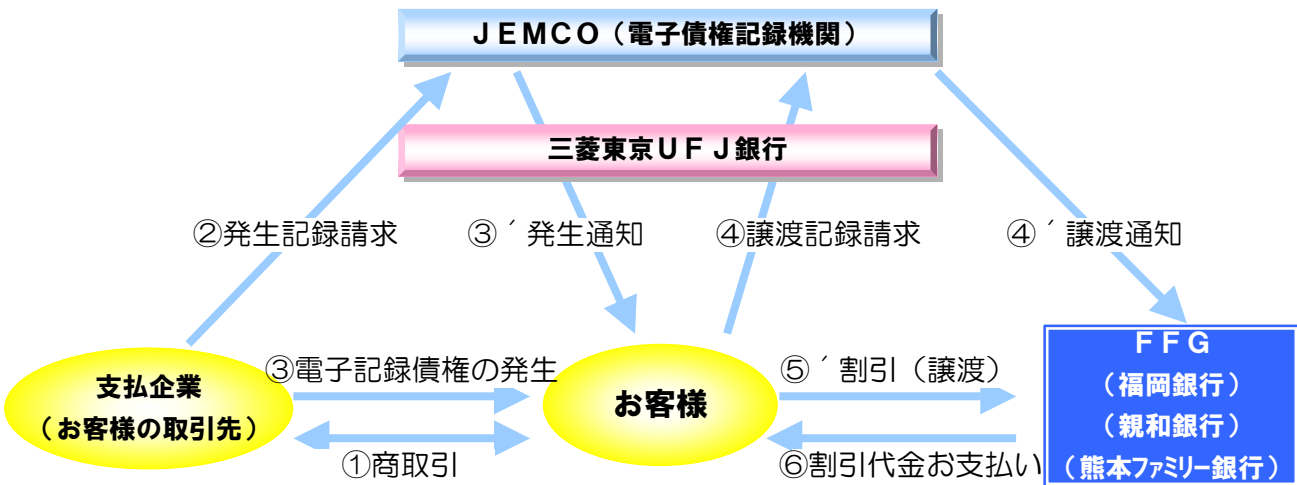 ＪＥＭＣＯ（電子債権記録機関）
三菱東京ＵＦＪ銀行
②発生記録請求
③´発生通知
④譲渡記録請求
④´譲渡通知
支払企業
（お客様の取引先）
③電子記録債権の発生
①商取引
お客様
⑤´割引（譲渡）
⑥割引代金お支払い
ＦＦＧ
（福岡銀行）
（親和銀行）
（熊本ファミリー銀行）